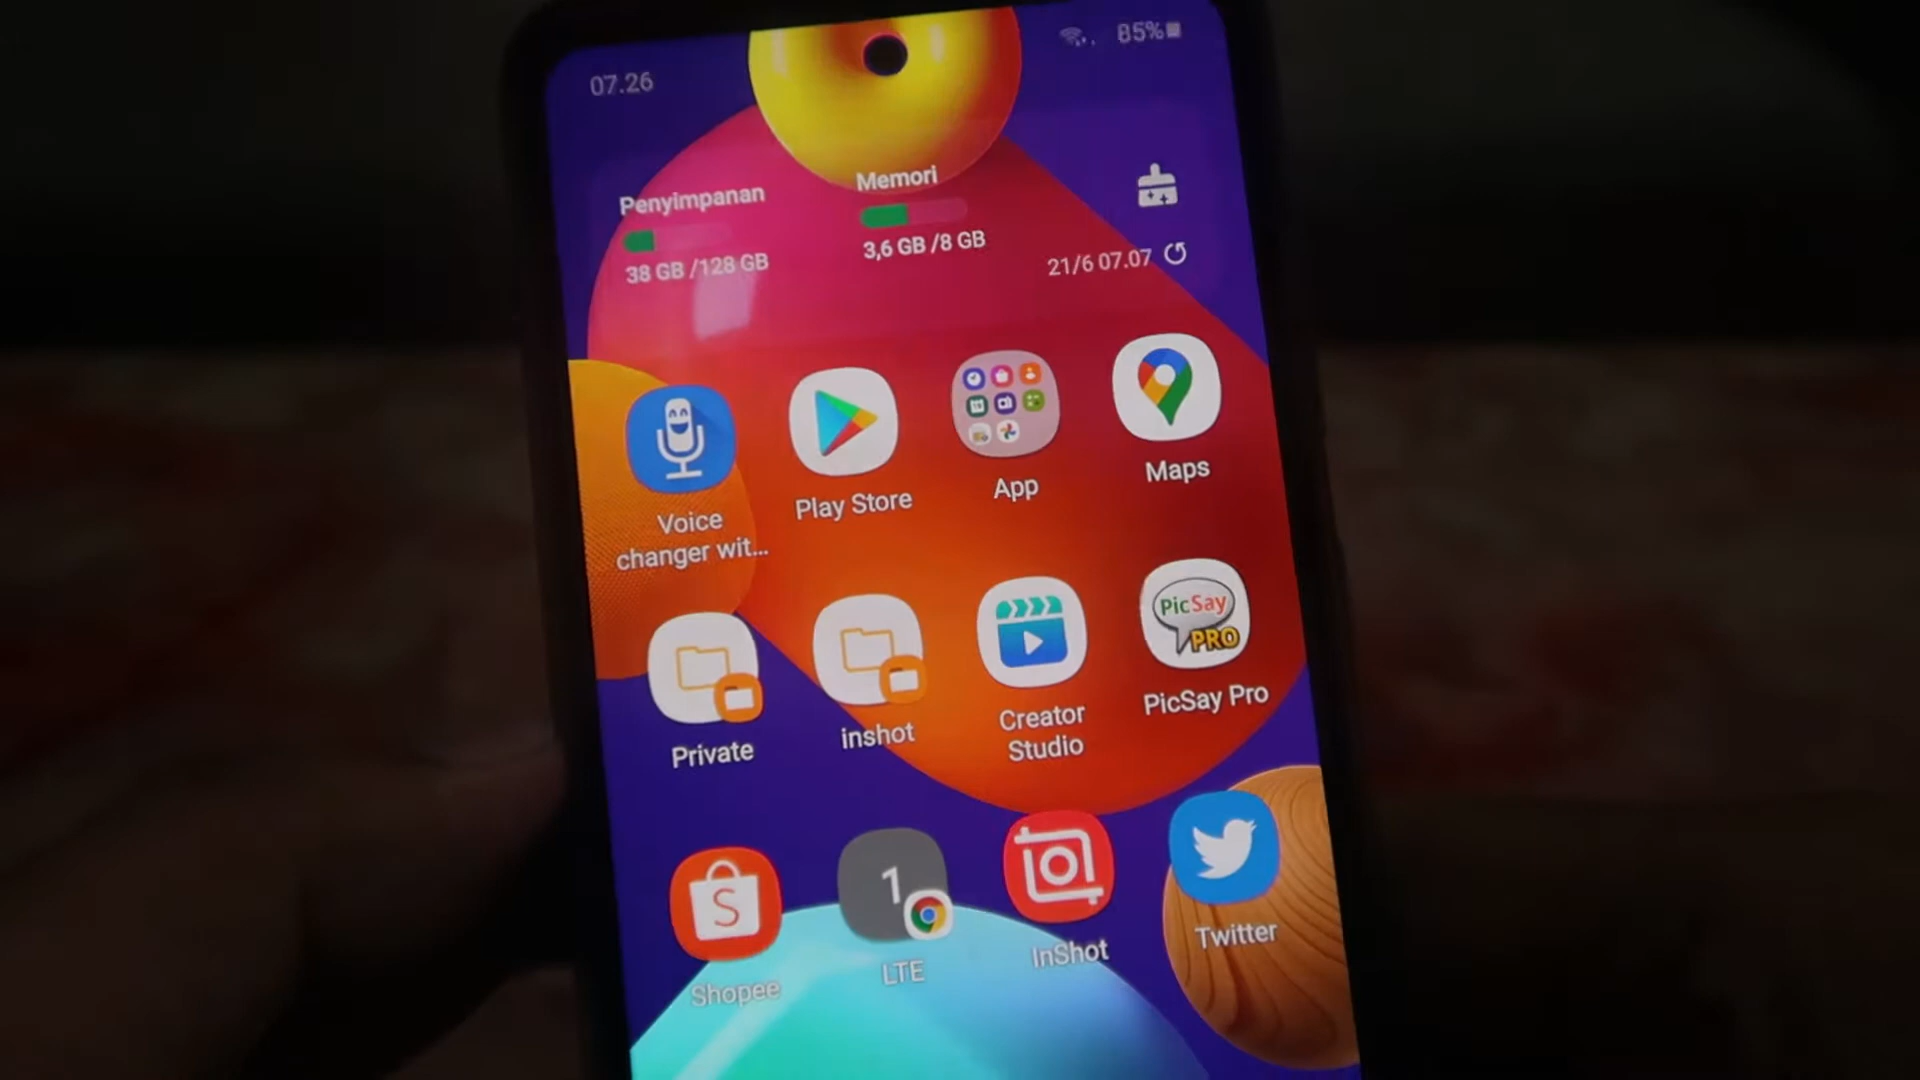 07.26
85%
Penyimpanan
Memori
38 GB /128 GB
3,6 GB /8 GB
21/6 07.07
Voice
changer wit...
Play Store
App
Maps
PicSay
PRO
Private
inshot
Creator
Studio
PicSay Pro
S
1
Shopee
LTE
InShot
Twitter